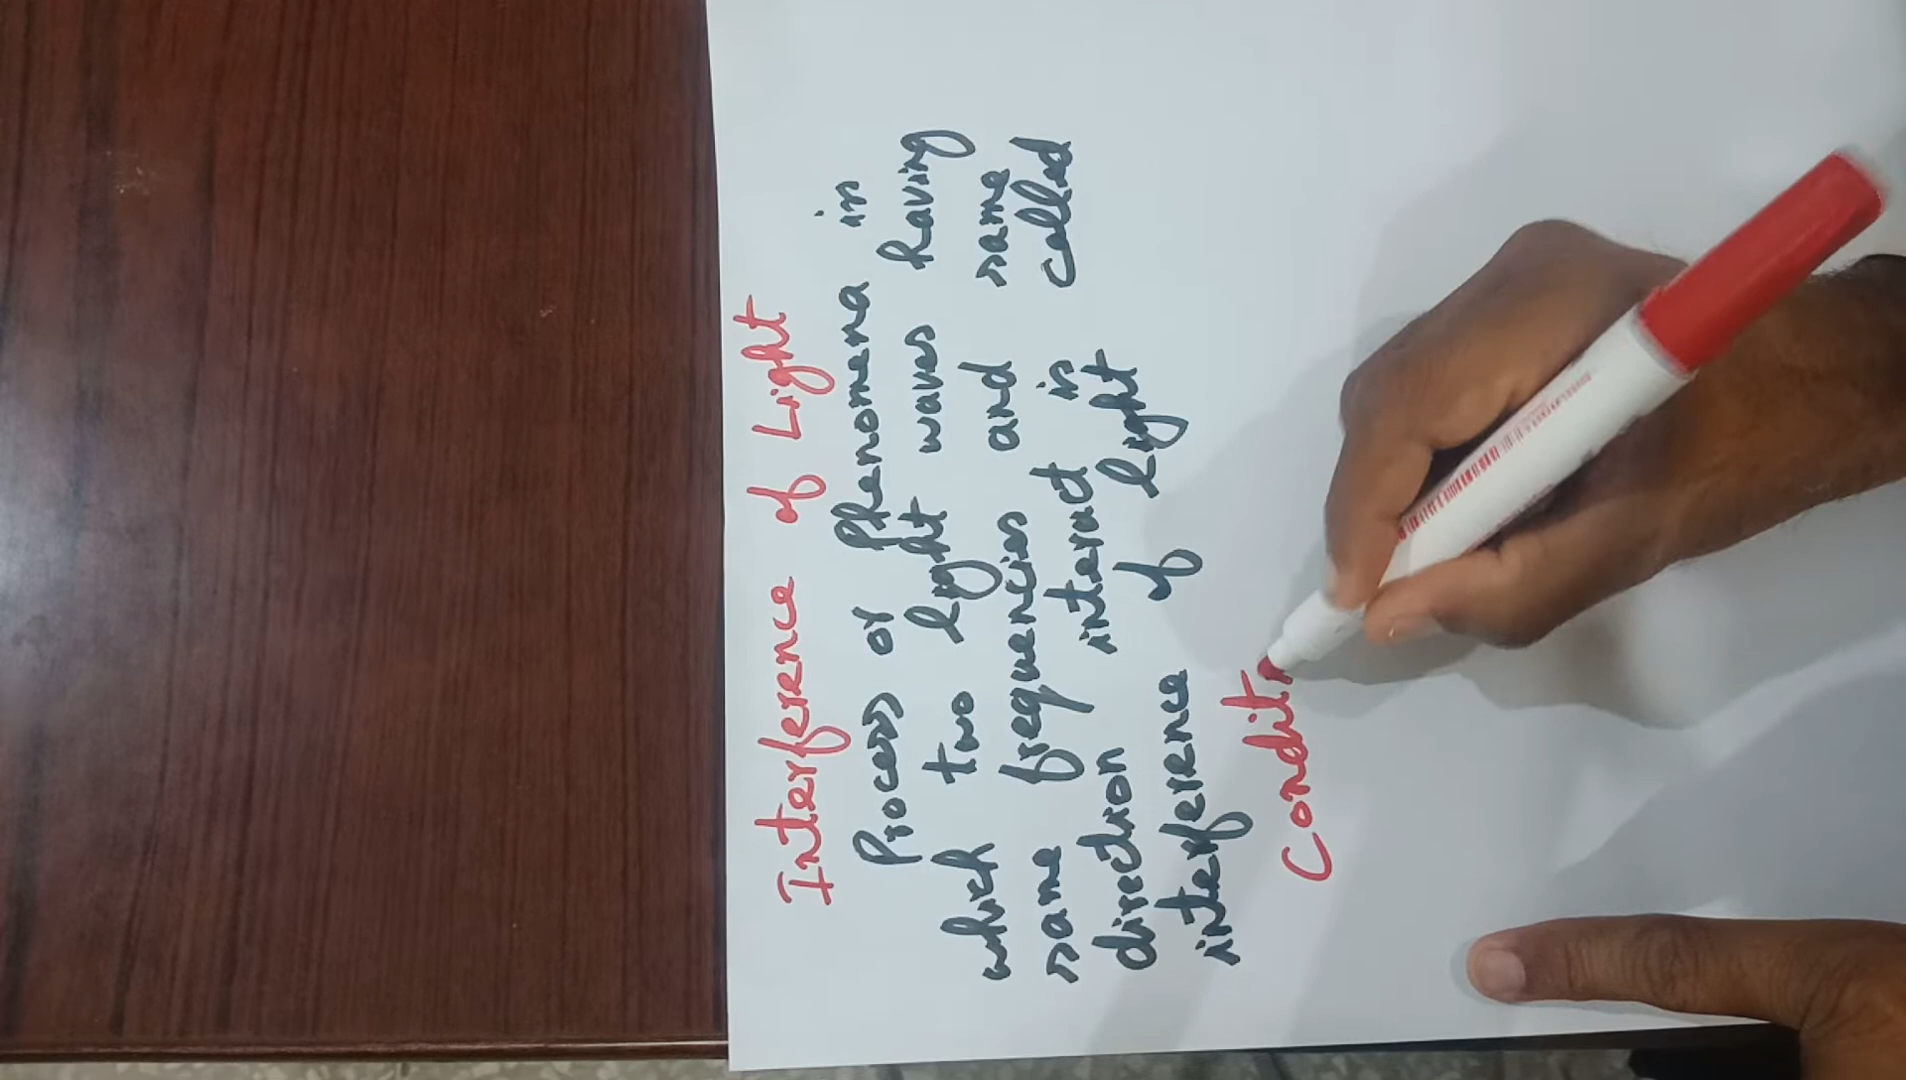 Interference of Light
Process or Phenomena in
which two light waves having
same frequencies and same
direction interact is called
interference of light
Condit